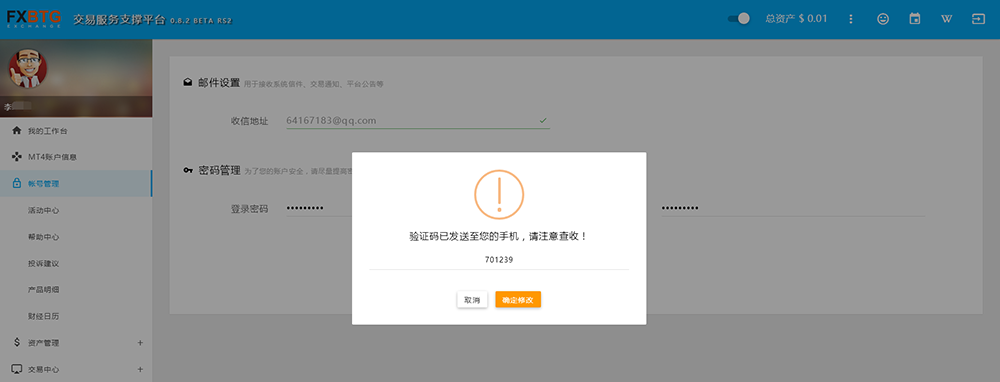 FXBTG
EXCHANGE
交易服务支撑平台 0.8.2 BETA RS2
总资产 $ 0.01
W
李
我的工作台
MT4账户信息
帐号管理
活动中心
帮助中心
投诉建议
产品明细
财经日历
资产管理 +
交易中心 +
邮件设置 用于接收系统信件、交易通知、平台公告等
收信地址 64167183@qq.com
密码管理 为了您的账户安全，请尽量提高
登录密码 ••••••••• •••••••••
验证码已发送至您的手机，请注意查收！
701239
取消 确定修改